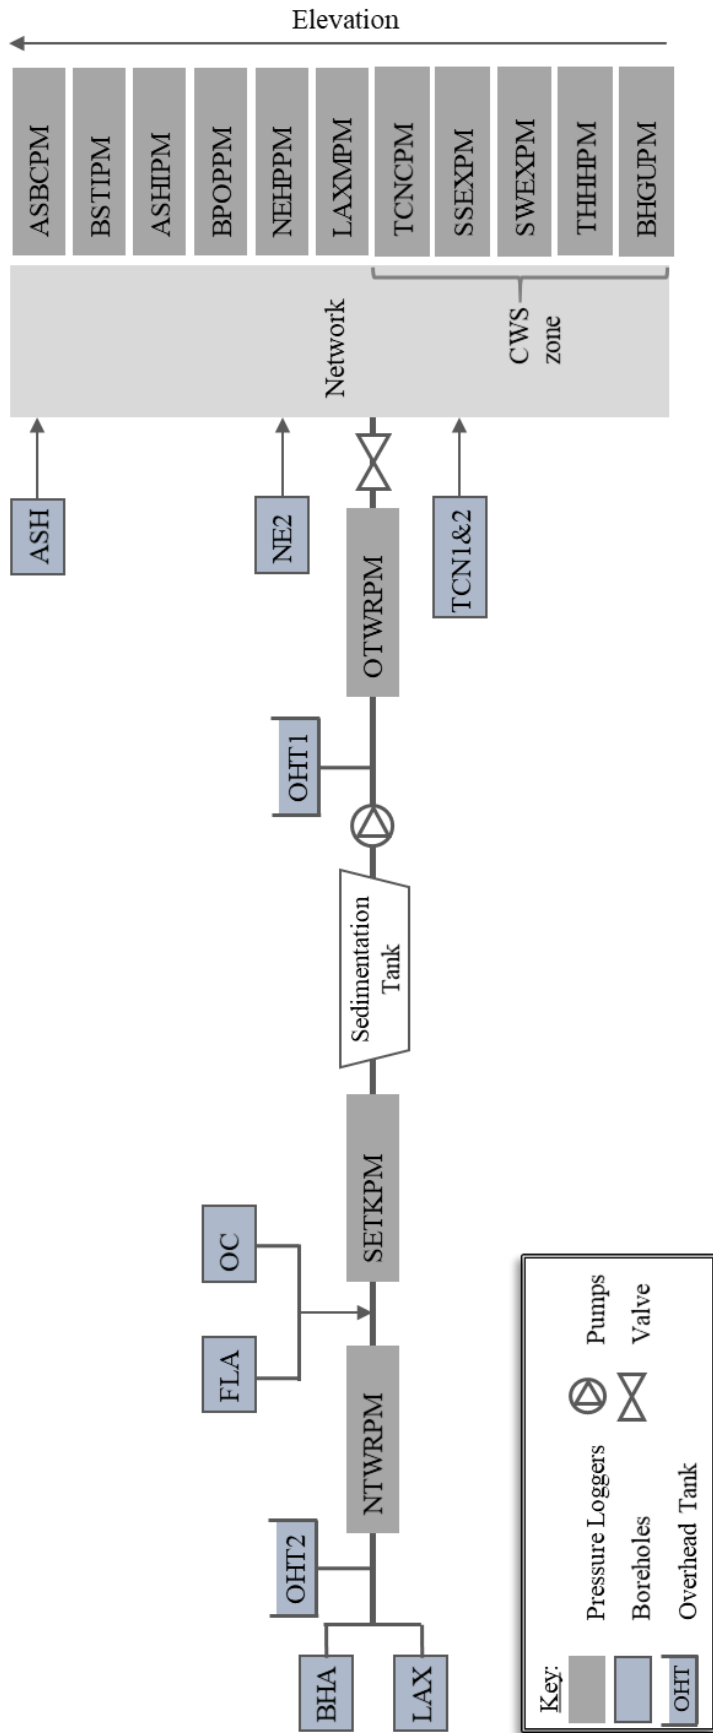 Elevation
ASBCPM
BSTIPM
ASHIPM
BPOPPM
NEHPPM
LAXMPM
TCNCPM
SSEXPM
SWEXPM
THHHPM
BHGUPM
Network
CWS
zone
ASH
NE2
TCN1&2
OTWRPM
OHT1
Sedimentation
Tank
SETKPM
OC
FLA
NTWRPM
OHT2
BHA
LAX
Key:
Pressure Loggers
Pumps
Boreholes
Valve
OHT
Overhead Tank